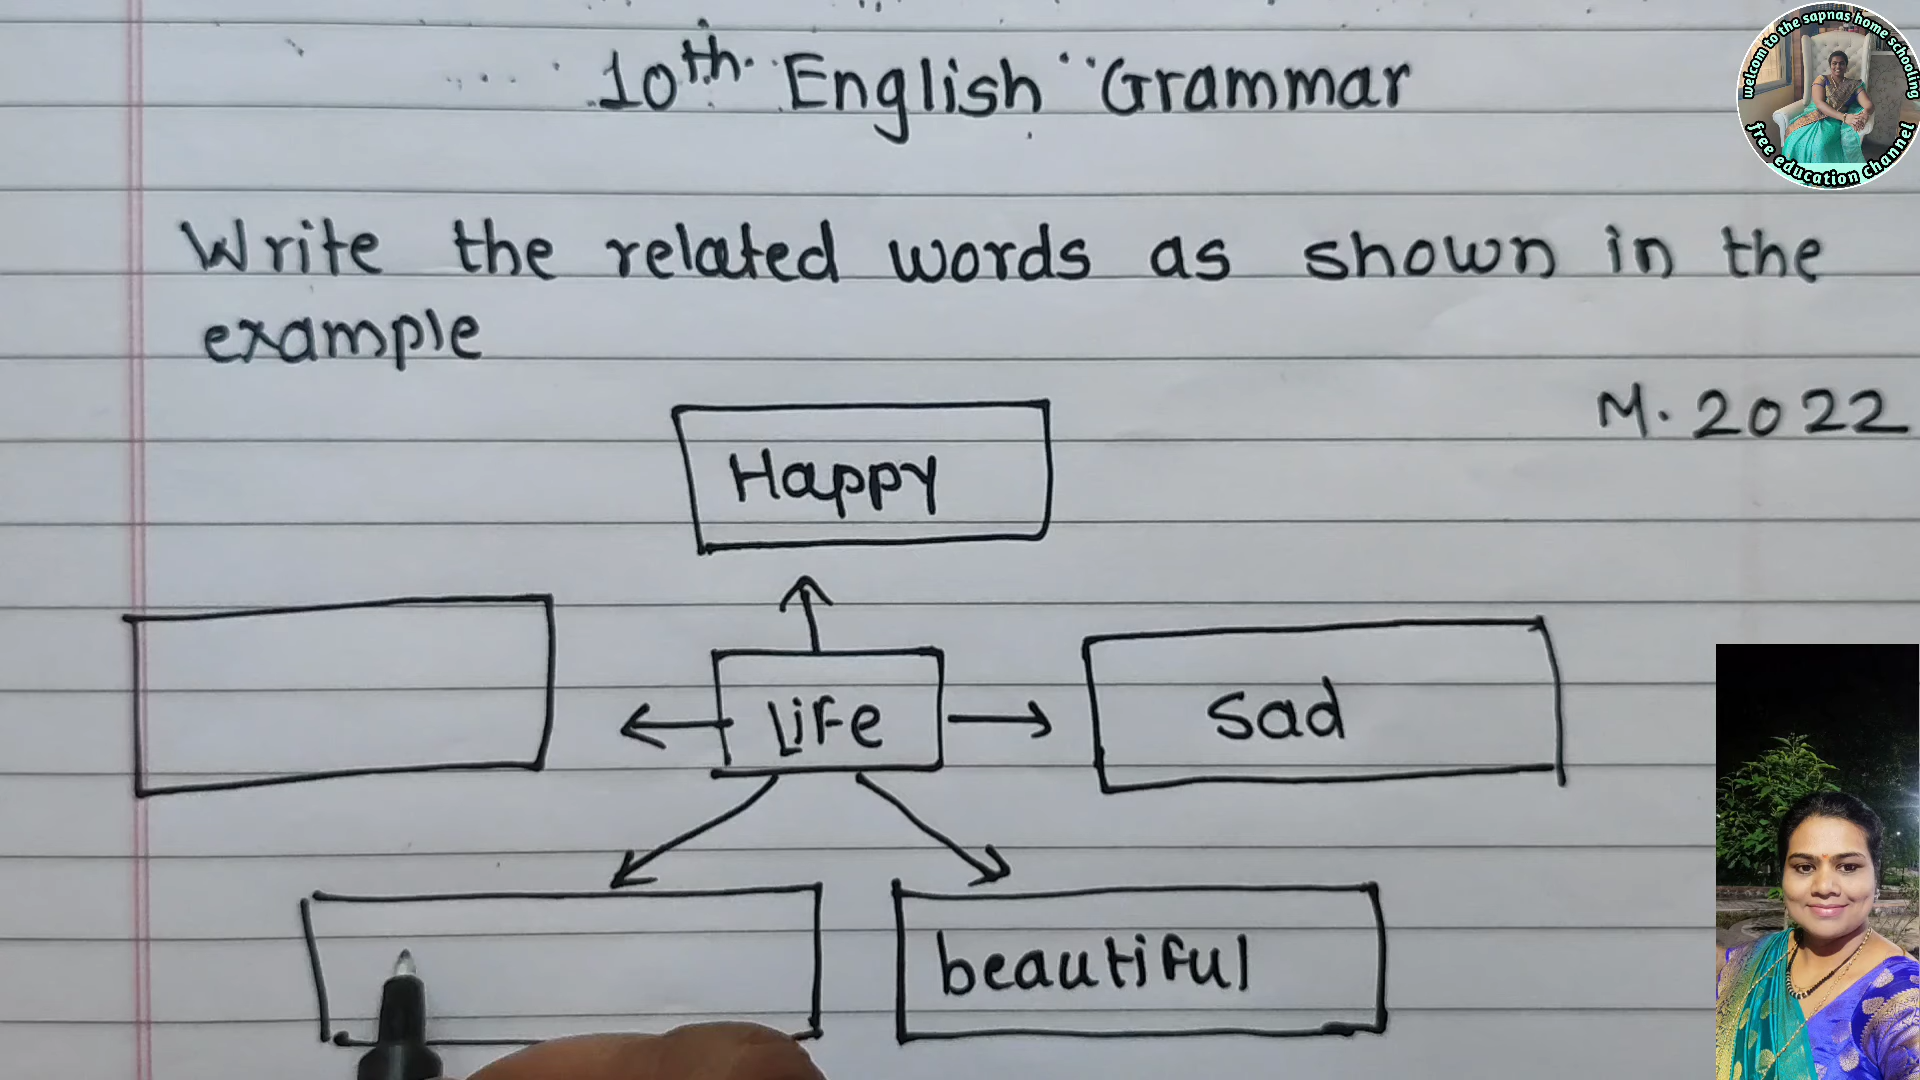 10th English Grammar
welcom to the sapnas home schooling
free education channel
Write the related words as shown in the
example
M. 2022
Happy
Life
Sad
beautiful